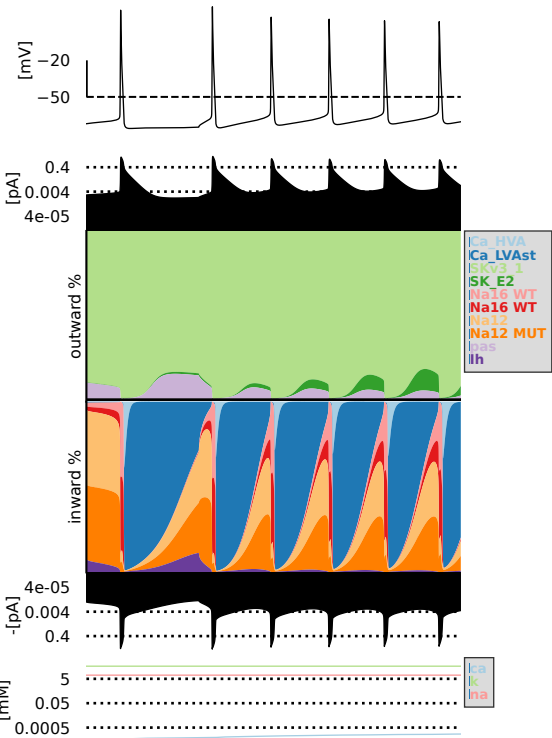 [mV]
−20
−50
[pA]
0.4
0.004
4e-05
outward %
Ca_HVA
Ca_LVAst
SKv3_1
SK_E2
Na16 WT
Na16 WT
Na12
Na12 MUT
pas
Ih
inward %
-[pA]
4e-05
0.004
0.4
[mM]
5
0.05
0.0005
ca
k
na